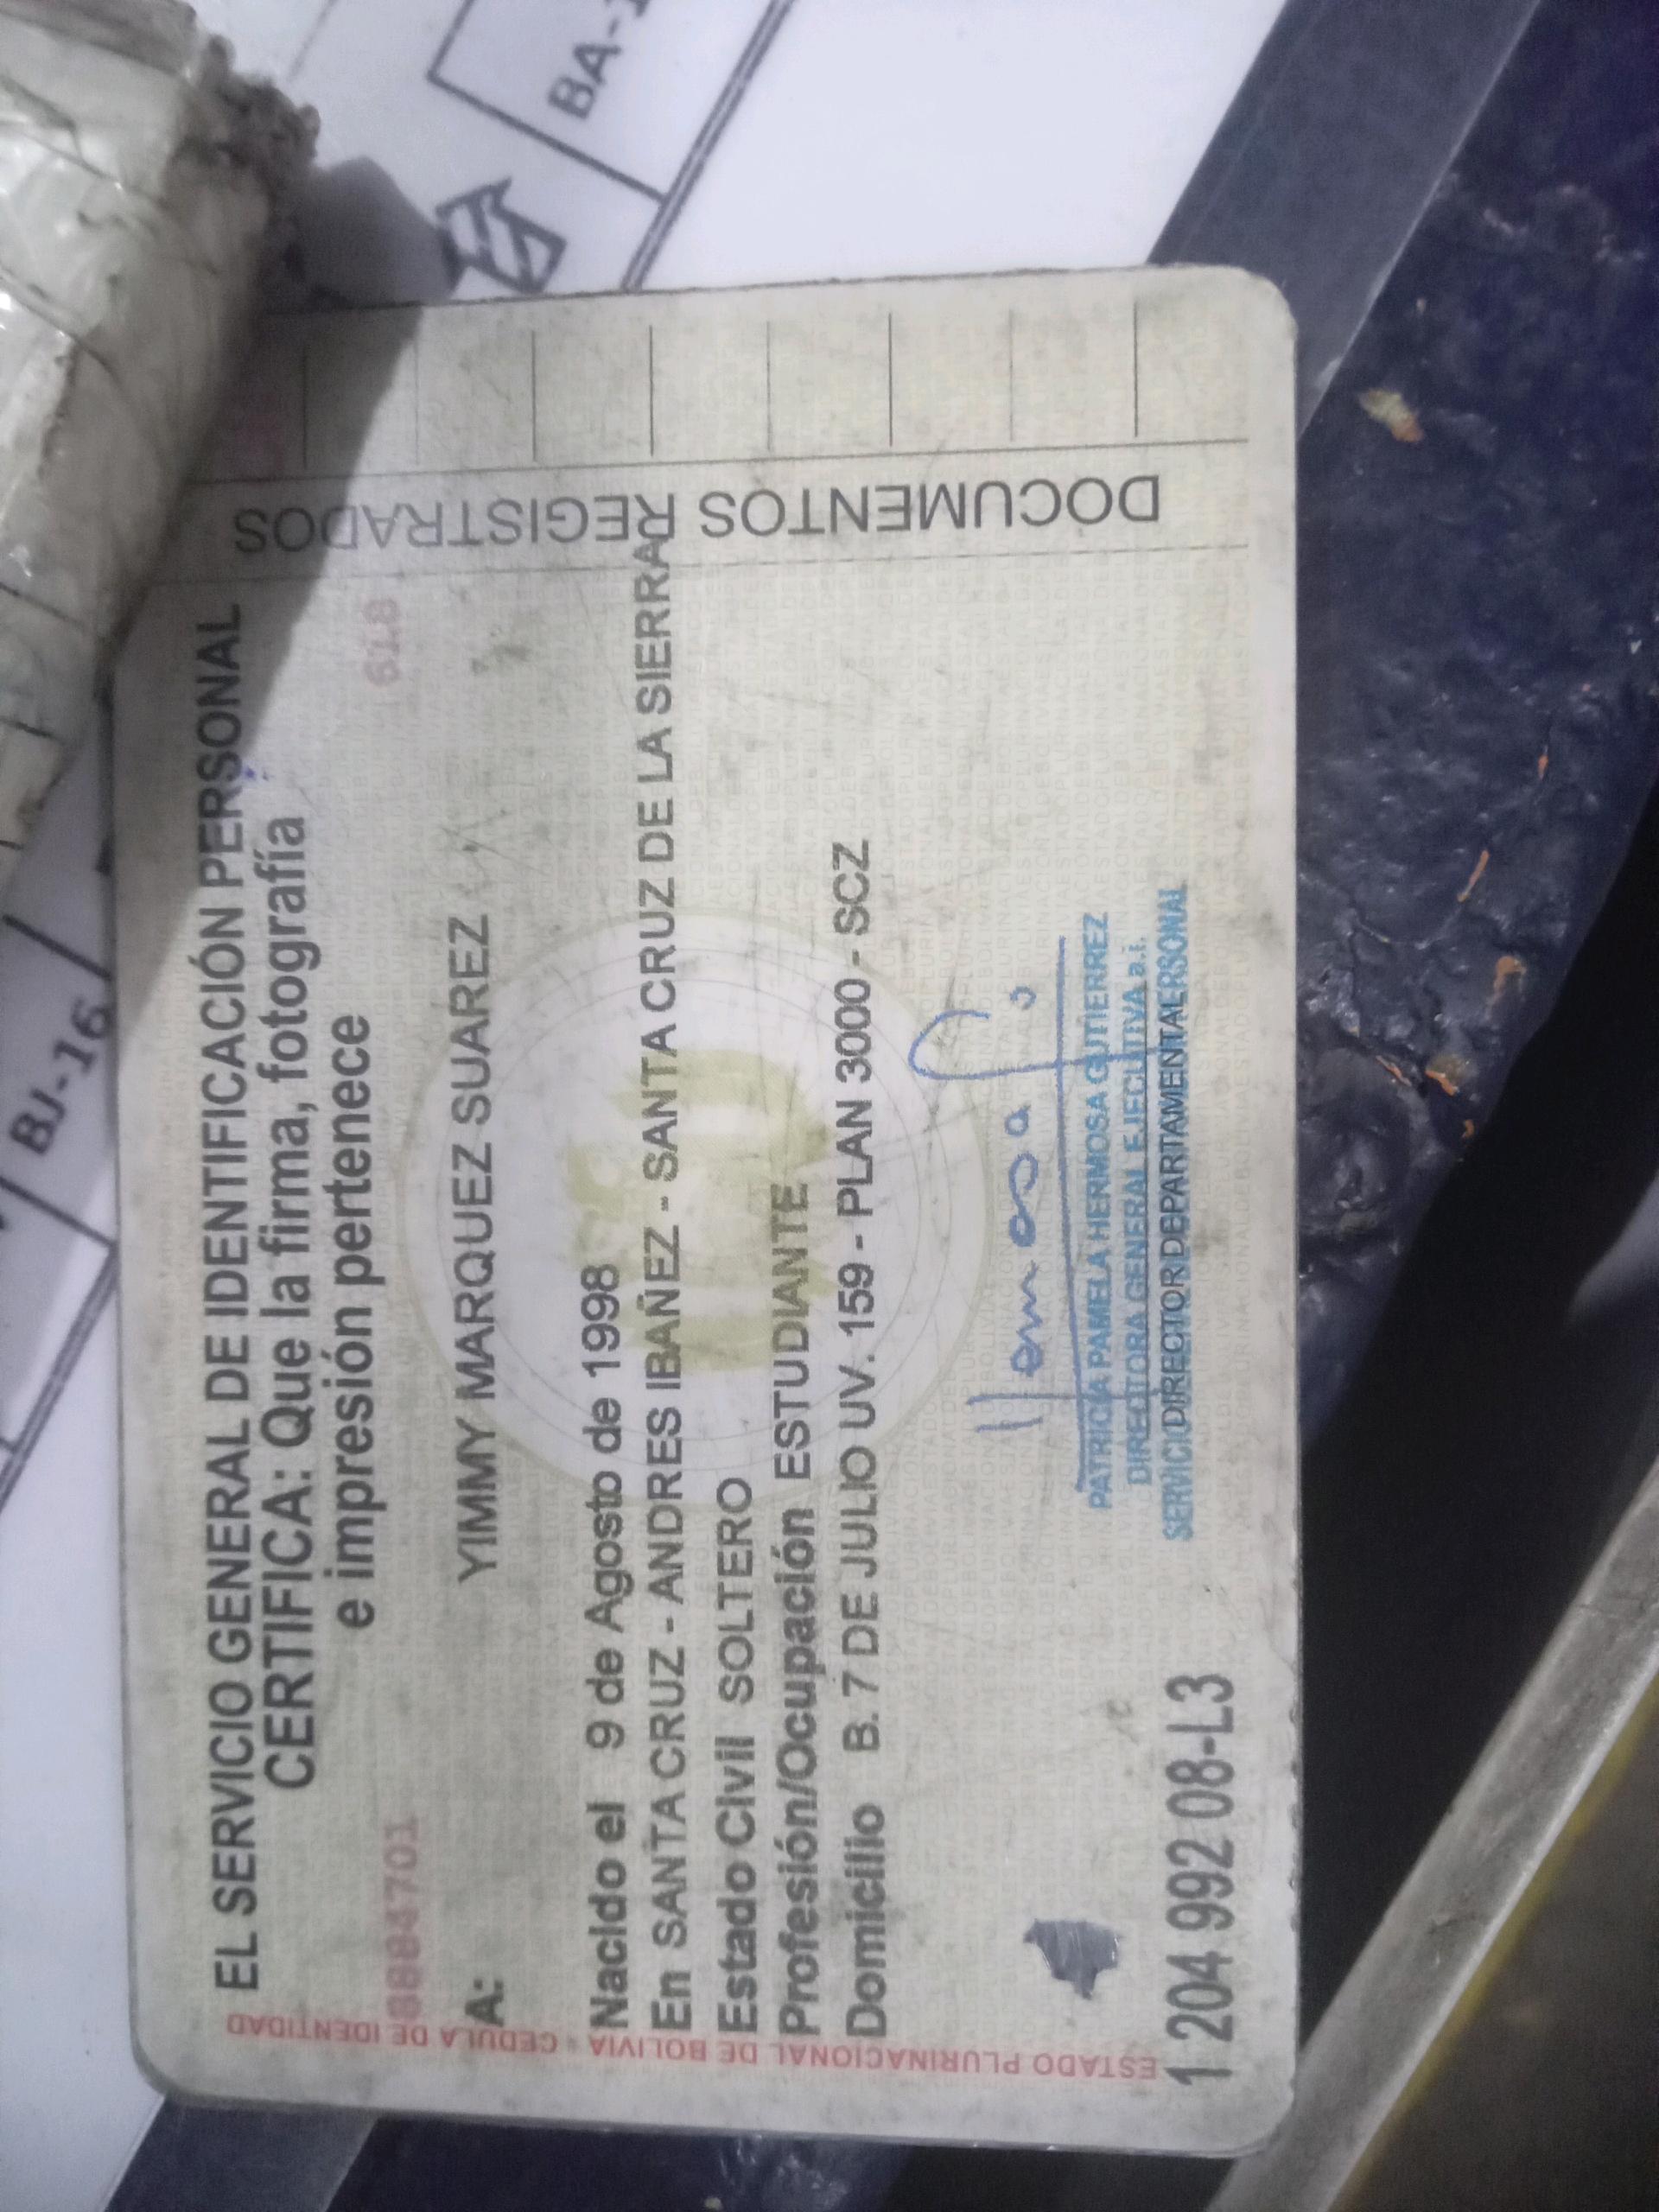 EL SERVICIO GENERAL DE IDENTIFICACIÓN PERSONAL
CERTIFICA: Que la firma, fotografía
e impresión pertenece
8884701
618
A: YIMMY MARQUEZ SUAREZ
Nacido el 9 de Agosto de 1998
En SANTA CRUZ - ANDRES IBAÑEZ - SANTA CRUZ DE LA SIERRA
Estado Civil SOLTERO
Profesión/Ocupación ESTUDIANTE
Domicilio B. 7 DE JULIO UV. 159 - PLAN 3000 - SCZ
PATRICIA PAMELA HERMOSA GUTIERREZ
DIRECTORA GENERAL EJECUTIVA a.i.
SERVICIO DIRECTOR DEPARTAMENTAL ERSONAL
1 204 992 08-L3
ESTADO PLURINACIONAL DE BOLIVIA - CEDULA DE IDENTIDAD
DOCUMENTOS REGISTRADOS
BJ-16
BA-1